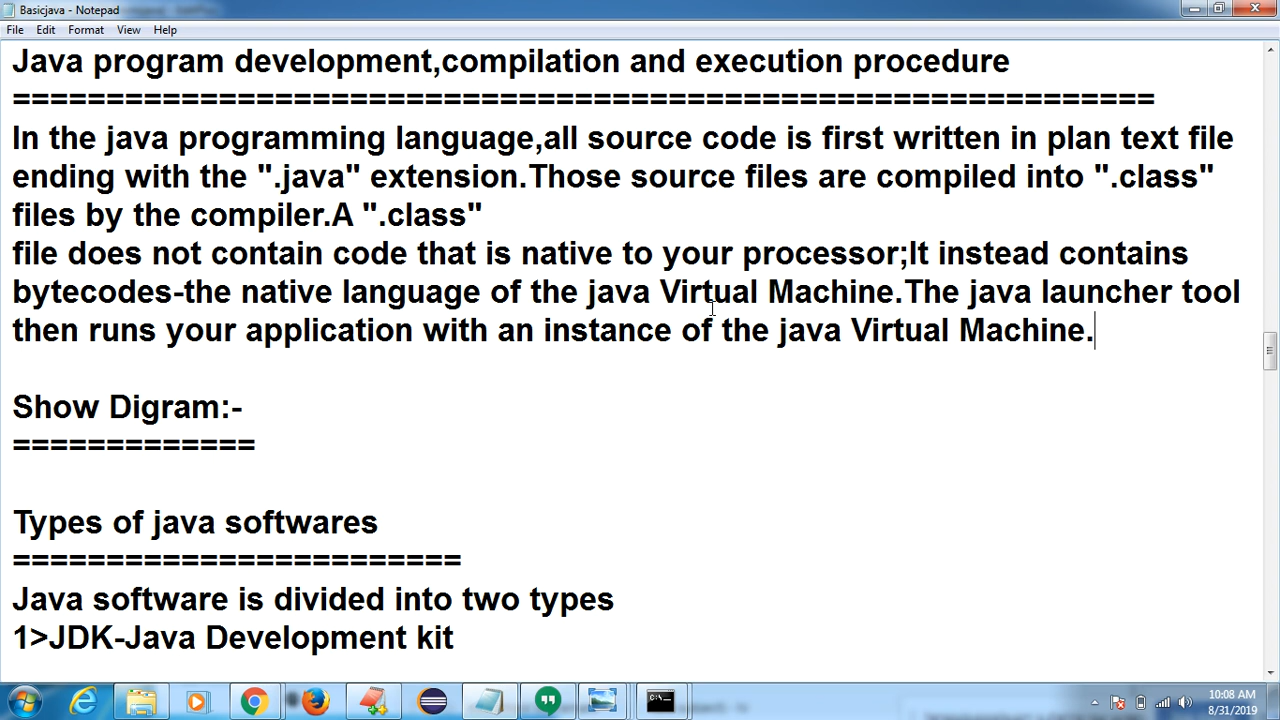 Basicjava - Notepad
File Edit Format View Help
Java program development,compilation and execution procedure
=============================================================
In the java programming language,all source code is first written in plan text file
ending with the ".java" extension.Those source files are compiled into ".class"
files by the compiler.A ".class"
file does not contain code that is native to your processor;It instead contains
bytecodes-the native language of the java Virtual Machine.The java launcher tool
then runs your application with an instance of the java Virtual Machine.
Show Digram:-
=============
Types of java softwares
========================
Java software is divided into two types
1>JDK-Java Development kit
10:08 AM
8/31/2019